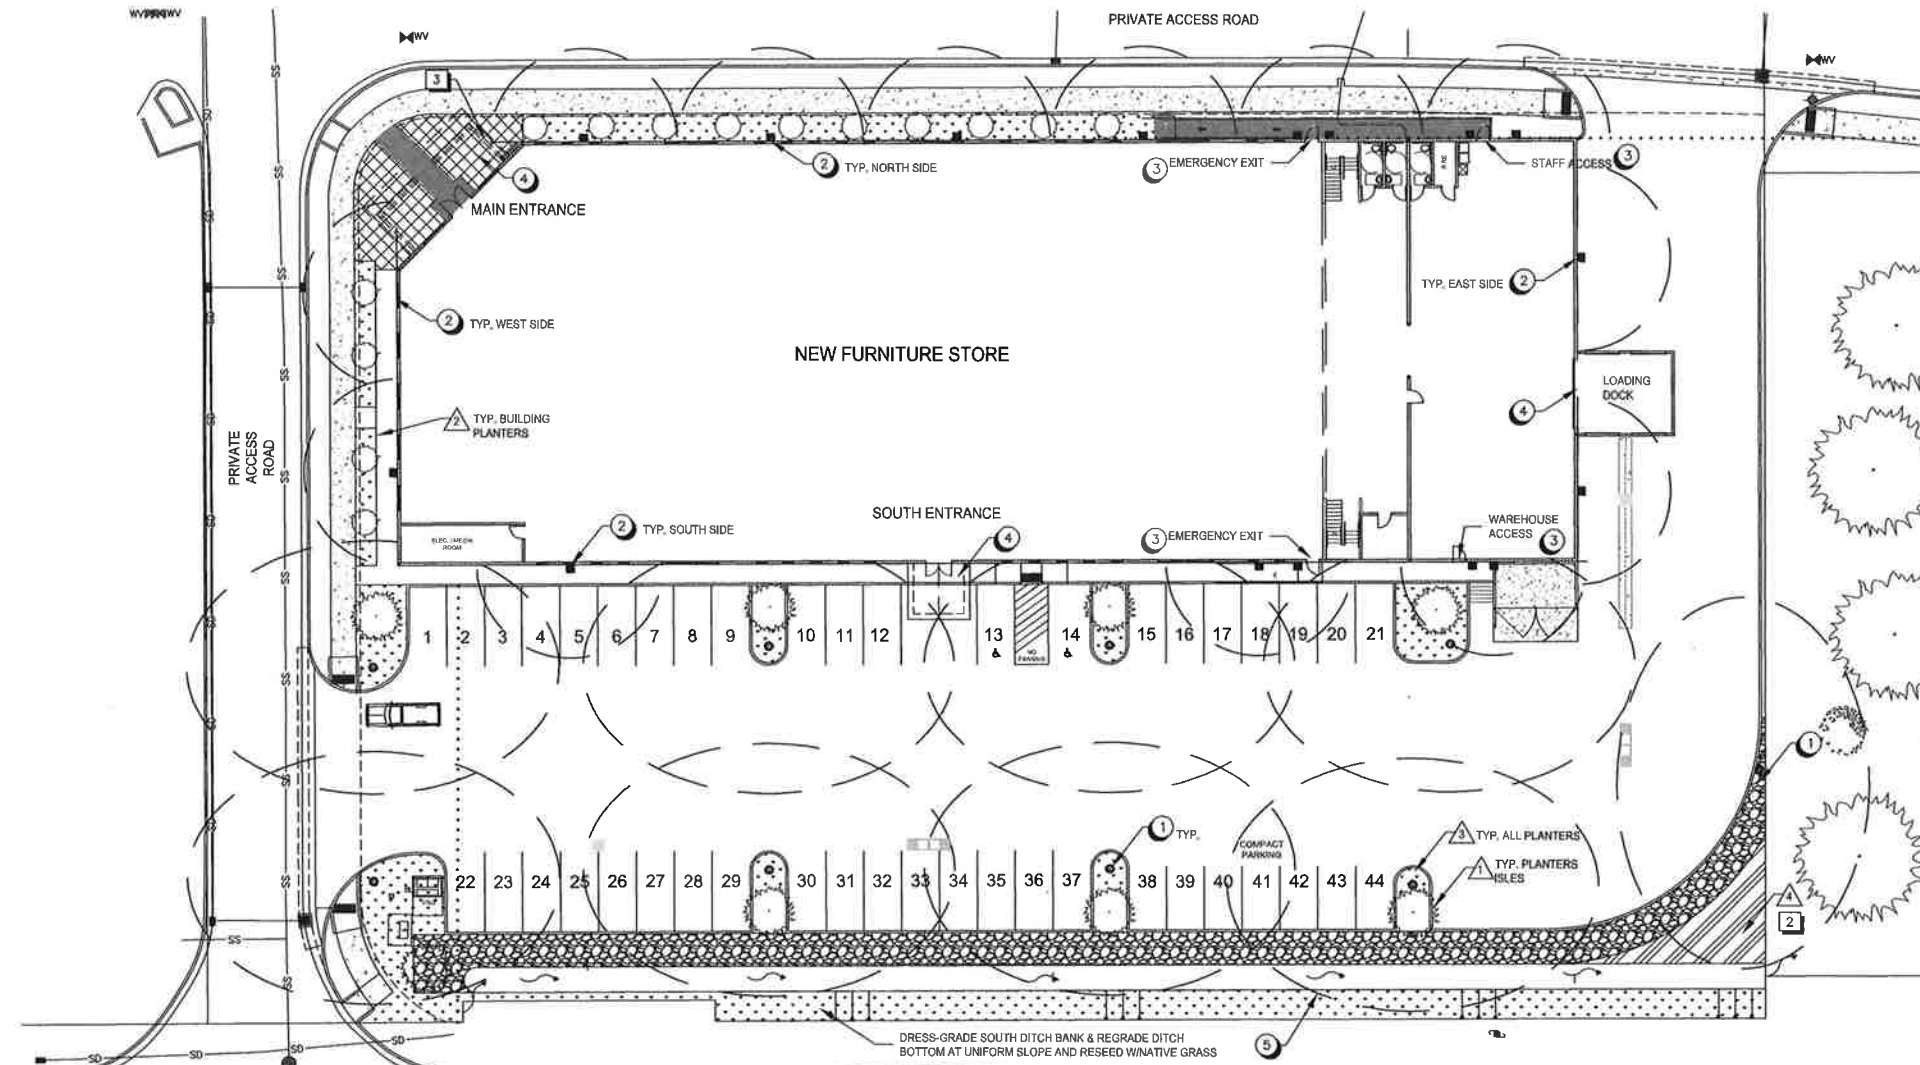 PRIVATE ACCESS ROAD
WV
WV
3
4
MAIN ENTRANCE
2 TYP, NORTH SIDE
3 EMERGENCY EXIT
STAFF ACCESS 3
SS
SD
2 TYP, WEST SIDE
TYP, EAST SIDE 2
NEW FURNITURE STORE
LOADING
DOCK
4
2 TYP, BUILDING
PLANTERS
PRIVATE
ACCESS
ROAD
SOUTH ENTRANCE
4
2 TYP, SOUTH SIDE
3 EMERGENCY EXIT
WAREHOUSE
ACCESS 3
ROOM
1 2 3 4 5 6 7 8 9 10 11 12 13 14 15 16 17 18 19 20 21
NO
PARKING
1
1 TYP,
COMPACT
PARKING
3 TYP, ALL PLANTERS
1 TYP, PLANTERS
ISLES
22 23 24 25 26 27 28 29 30 31 32 33 34 35 36 37 38 39 40 41 42 43 44
4
2
SS
SD SD SD SD
DRESS-GRADE SOUTH DITCH BANK & REGRADE DITCH
BOTTOM AT UNIFORM SLOPE AND RESEED W/NATIVE GRASS
5